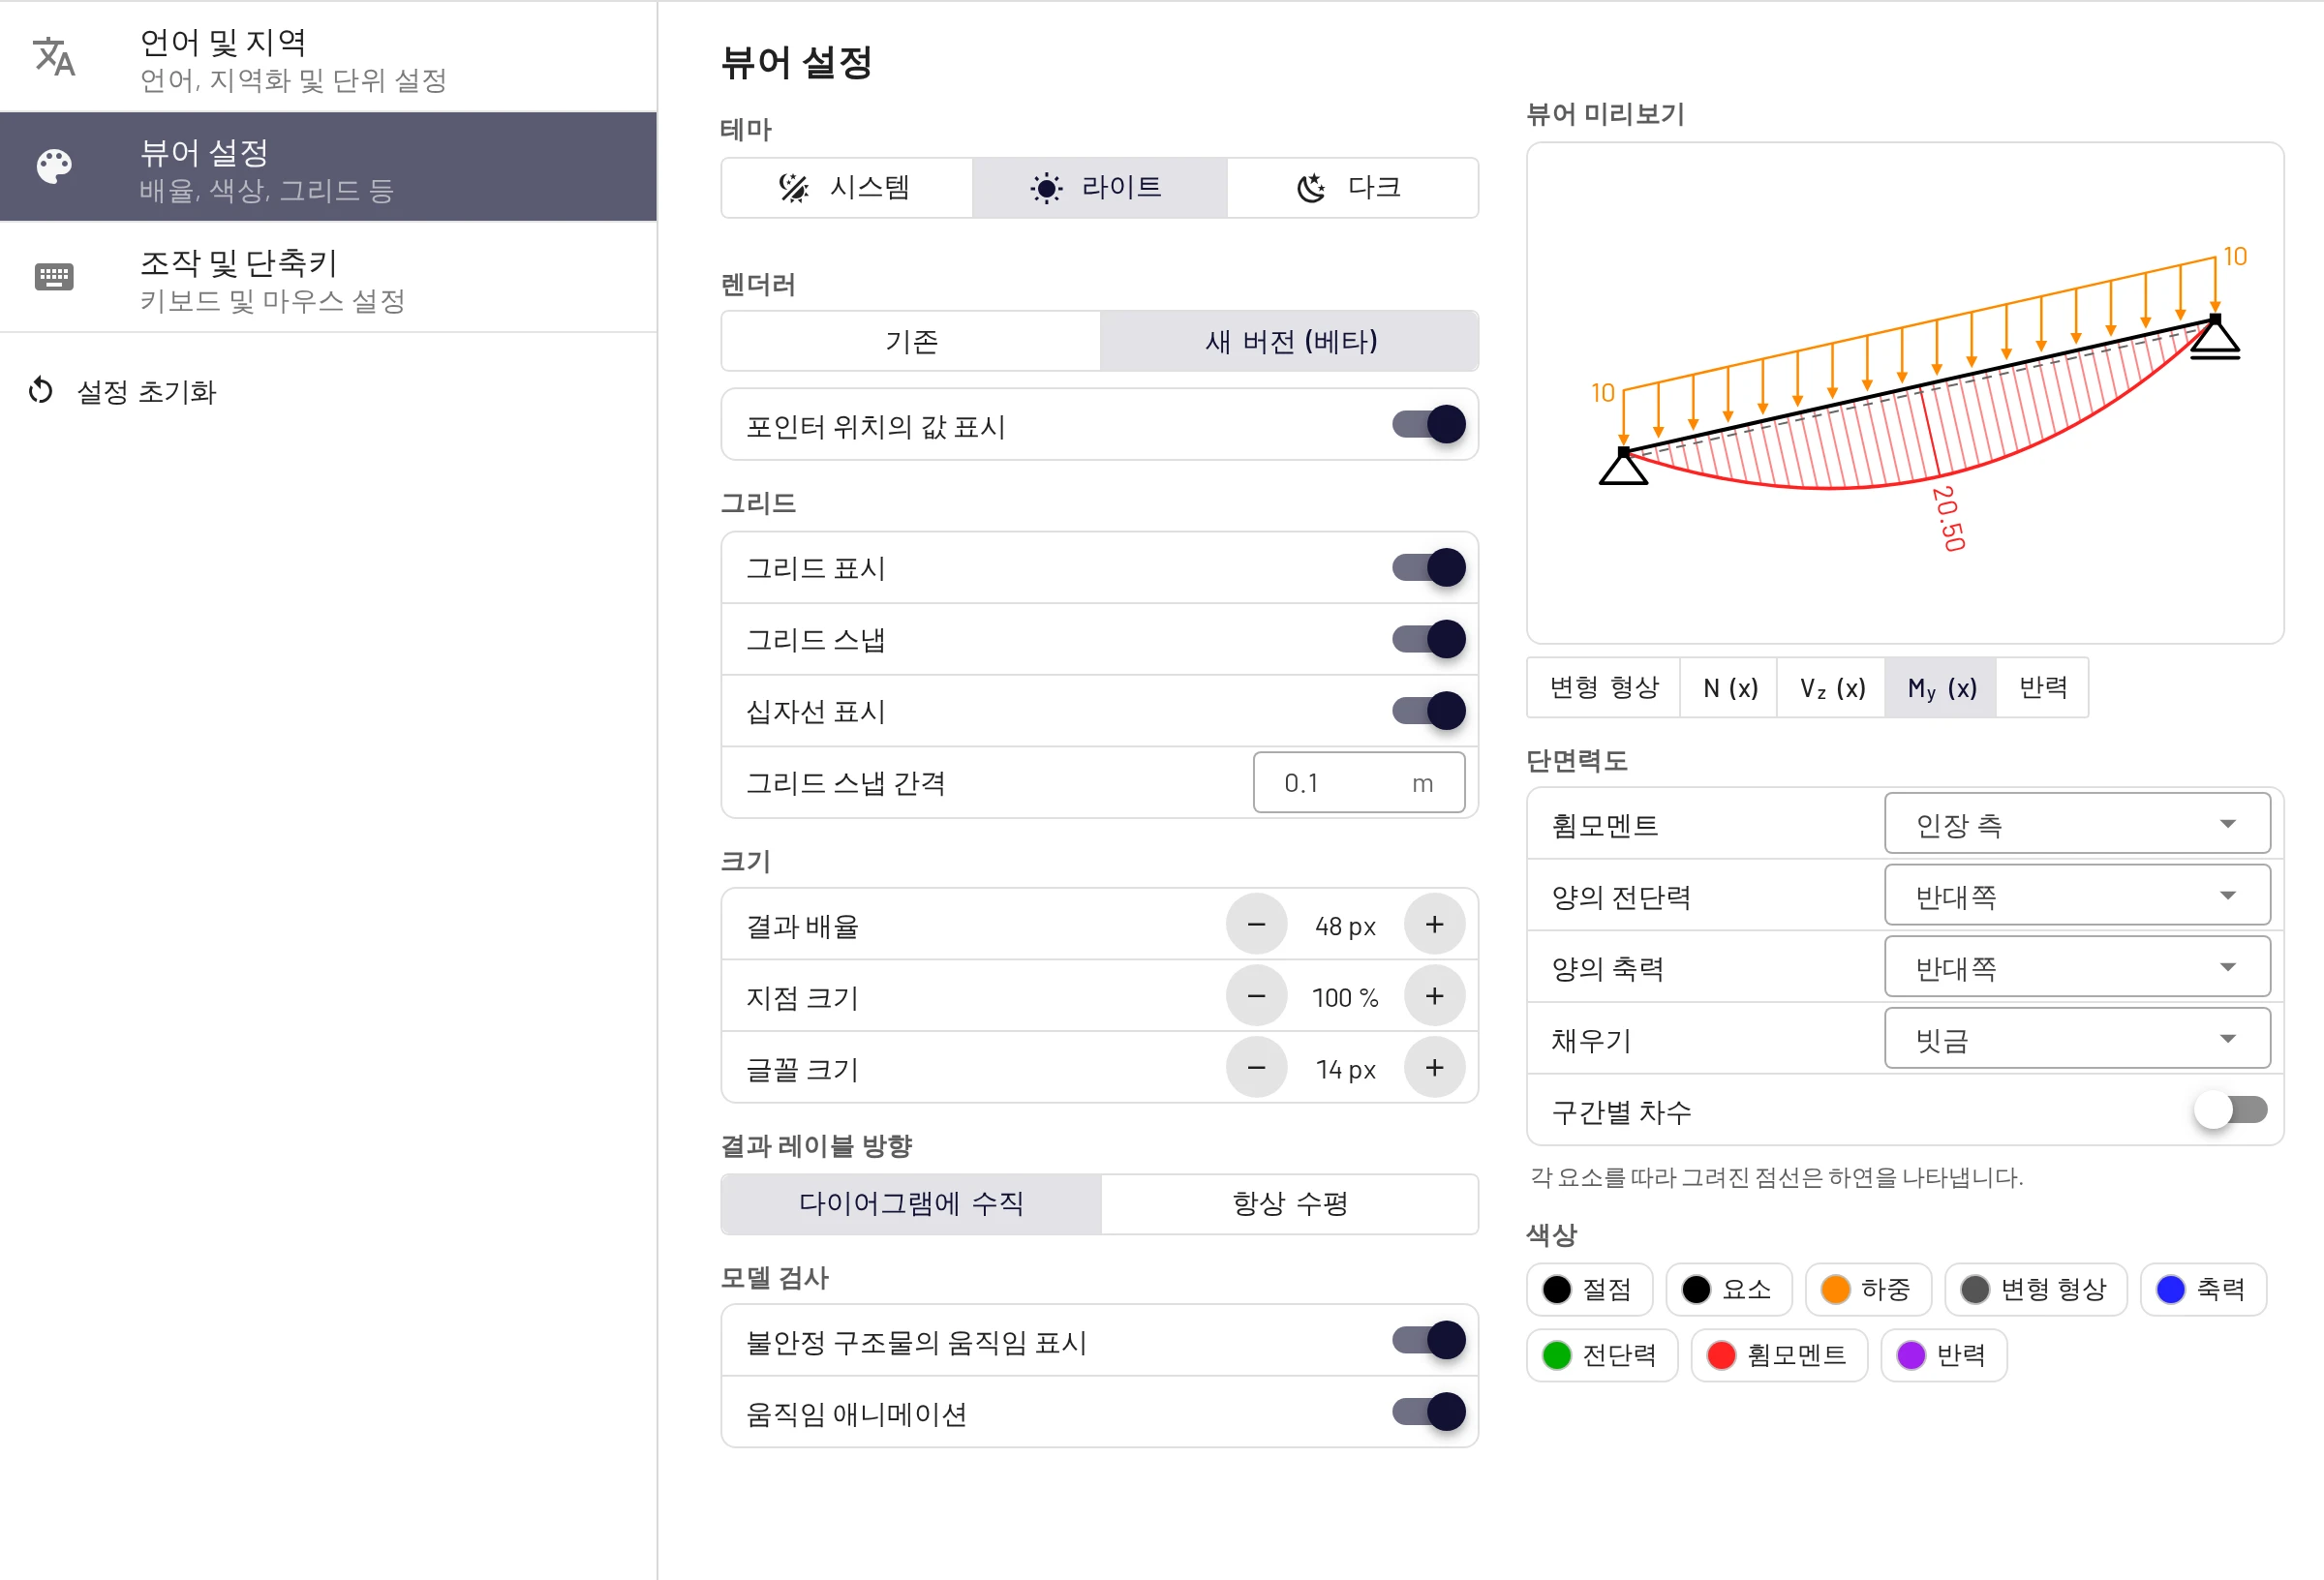 언어 및 지역
언어, 지역화 및 단위 설정
뷰어 설정
배율, 색상, 그리드 등
조작 및 단축키
키보드 및 마우스 설정
설정 초기화
뷰어 설정
테마
시스템
라이트
다크
렌더러
기존
새 버전 (베타)
포인터 위치의 값 표시
그리드
그리드 표시
그리드 스냅
십자선 표시
그리드 스냅 간격
0.1 m
크기
결과 배율
− 48 px +
지점 크기
− 100 % +
글꼴 크기
− 14 px +
결과 레이블 방향
다이어그램에 수직
항상 수평
모델 검사
불안정 구조물의 움직임 표시
움직임 애니메이션
뷰어 미리보기
10
10
20.50
변형 형상
N (x)
Vz (x)
My (x)
반력
단면력도
휨모멘트
인장 측
양의 전단력
반대쪽
양의 축력
반대쪽
채우기
빗금
구간별 차수
각 요소를 따라 그려진 점선은 하연을 나타냅니다.
색상
절점
요소
하중
변형 형상
축력
전단력
휨모멘트
반력